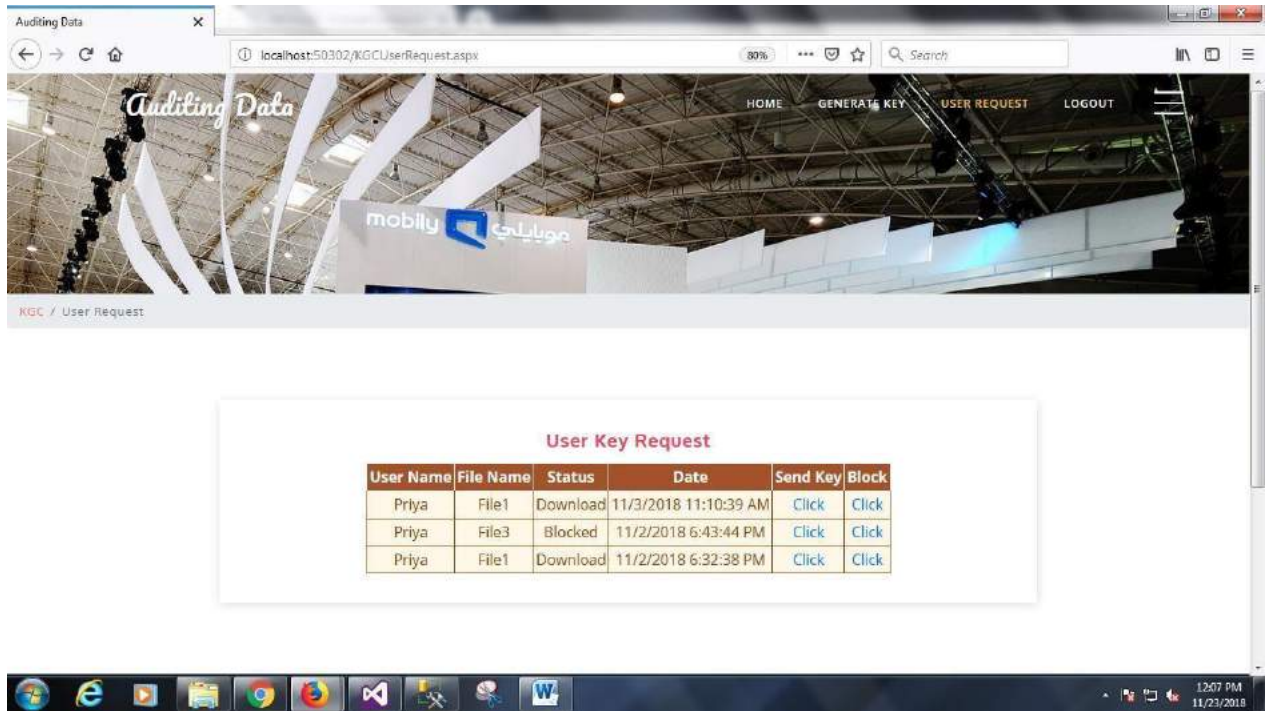 Auditing Data
localhost:50302/KGCUserRequest.aspx
80%
Search
Auditing Data
HOME GENERATE KEY USER REQUEST LOGOUT
mobily موبايلي
KGC / User Request
User Key Request
User Name File Name Status Date Send Key Block
Priya File1 Download 11/3/2018 11:10:39 AM Click Click
Priya File3 Blocked 11/2/2018 6:43:44 PM Click Click
Priya File1 Download 11/2/2018 6:32:38 PM Click Click
12:07 PM
11/23/2018